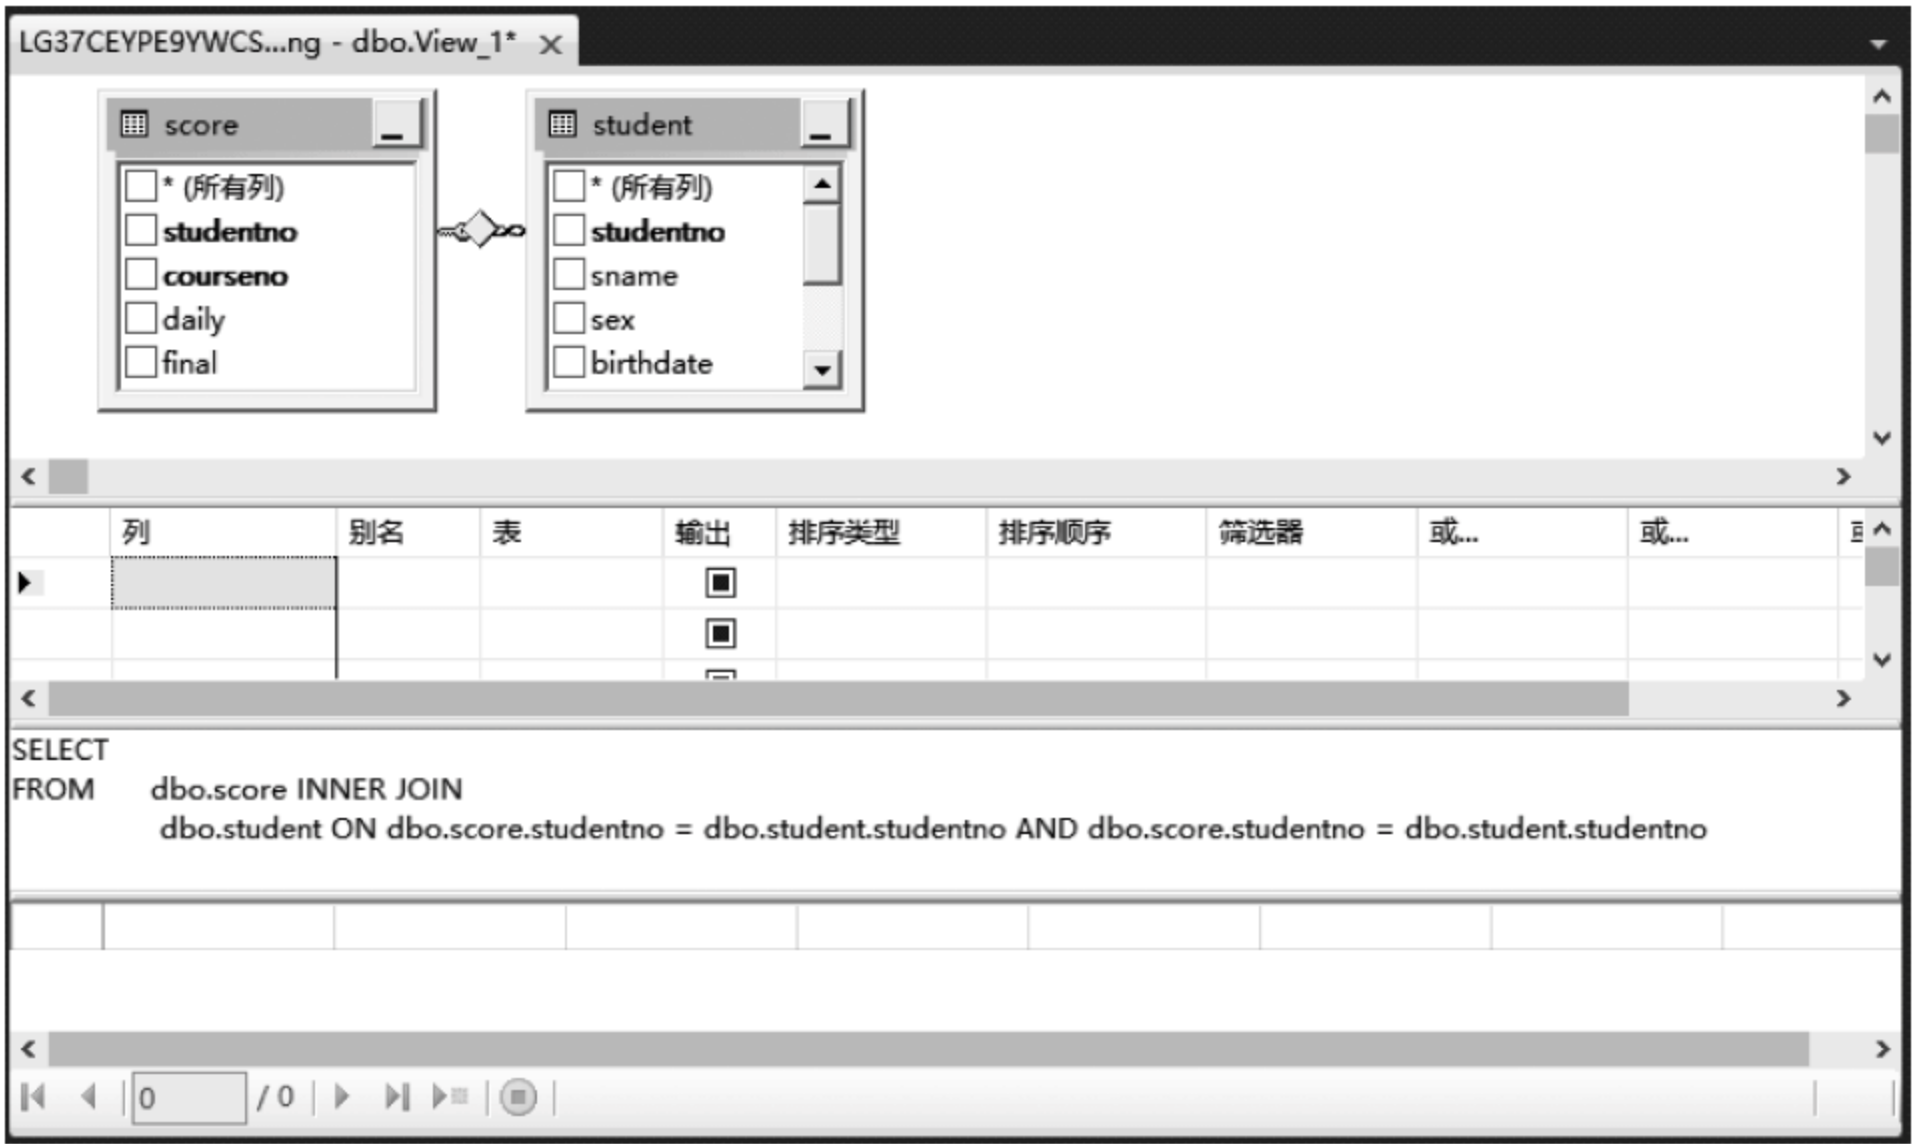 LG37CEYPE9YWCS...ng - dbo.View_1*
score
* (所有列)
studentno
courseno
daily
final
student
* (所有列)
studentno
sname
sex
birthdate
列 别名 表 输出 排序类型 排序顺序 筛选器 或... 或...
SELECT
FROM dbo.score INNER JOIN
dbo.student ON dbo.score.studentno = dbo.student.studentno AND dbo.score.studentno = dbo.student.studentno
0 / 0